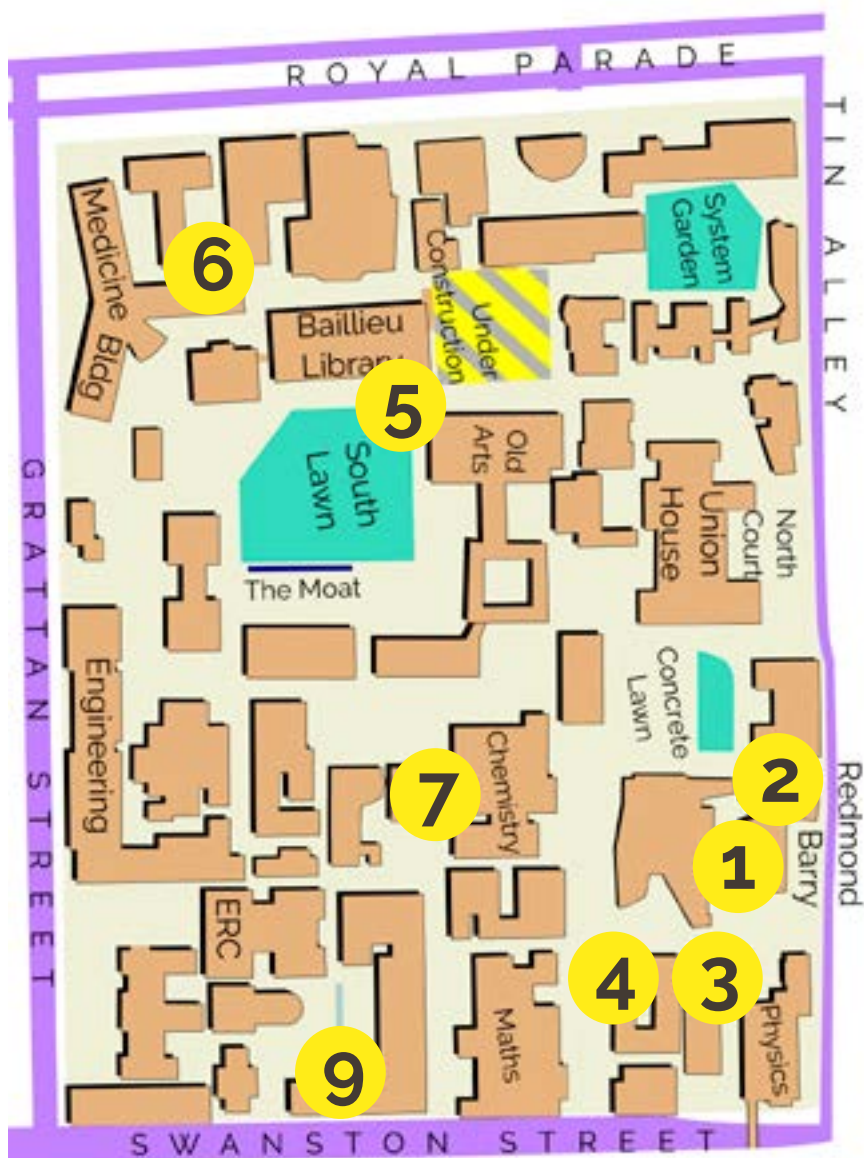 ROYAL PARADE
TIN ALLEY
System
Garden
Medicine Bldg
6
Under
Construction
Baillieu
Library
5
Old
Arts
South
Lawn
Union
House
North
Court
GRATTAN STREET
The Moat
Concrete
Lawn
Engineering
Chemistry
7
2
Redmond
Barry
1
ERC
4
3
Physics
Maths
9
SWANSTON STREET